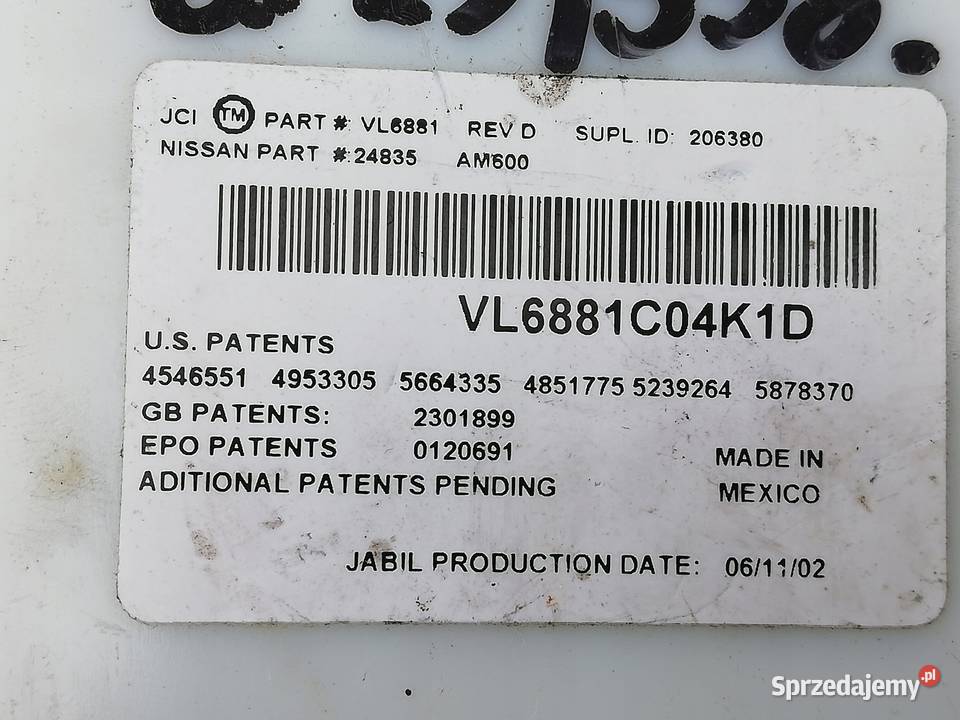 JCI TM PART # VL6881 REV D SUPL. ID: 206380
NISSAN PART #:24835 AM600
VL6881C04K1D
U.S. PATENTS
4546551 4953305 5664335 4851775 5239264 5878370
GB PATENTS: 2301899
EPO PATENTS 0120691
MADE IN
ADITIONAL PATENTS PENDING
MEXICO
JABIL PRODUCTION DATE: 06/11/02
Sprzedajemy.pl